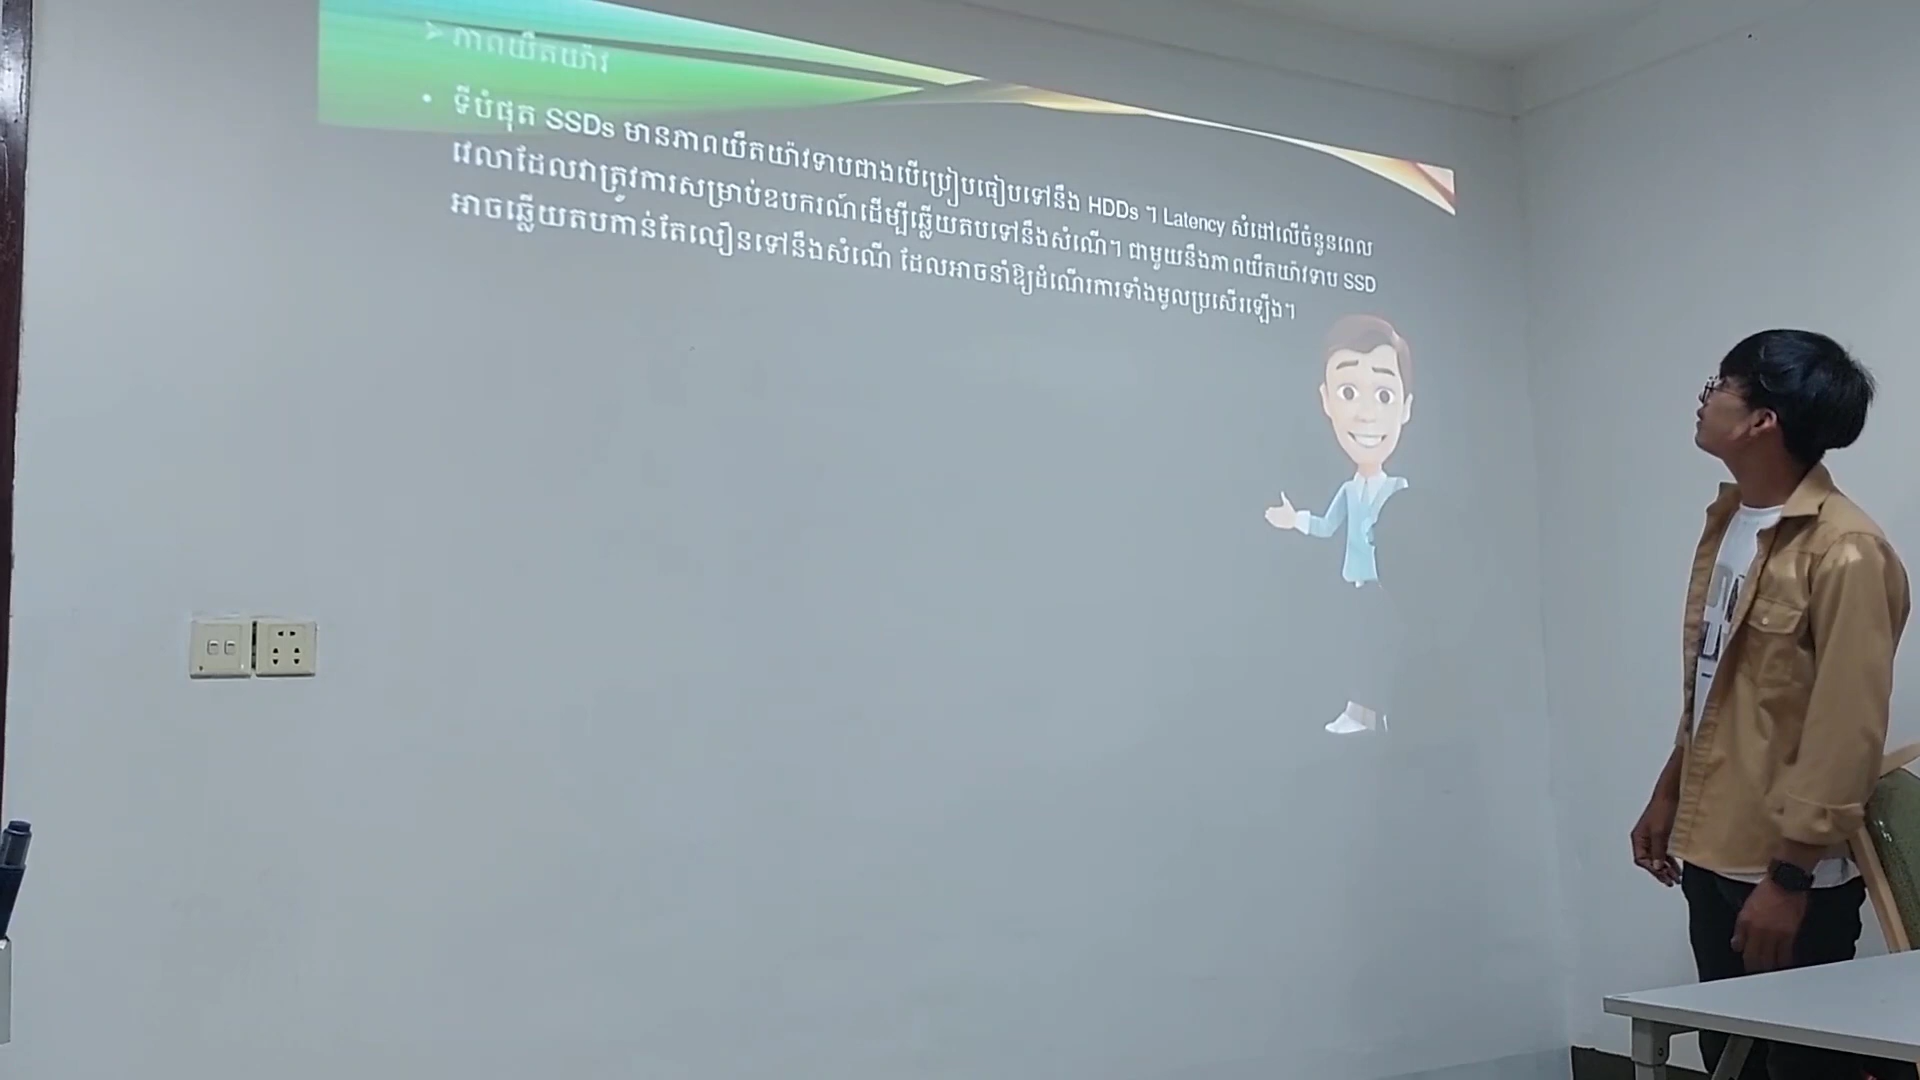 ➤ ភាពយឺតយ៉ាវ
• ទីបំផុត SSDs មានភាពយឺតយ៉ាវទាបជាងបើប្រៀបធៀបទៅនឹង HDDs ។ Latency សំដៅលើចំនួនពេល
វេលាដែលវាត្រូវការសម្រាប់ឧបករណ៍ដើម្បីឆ្លើយតបទៅនឹងសំណើ។ ជាមួយនឹងភាពយឺតយ៉ាវទាប SSD
អាចឆ្លើយតបកាន់តែលឿនទៅនឹងសំណើ ដែលអាចនាំឱ្យដំណើរការទាំងមូលប្រសើរឡើង។